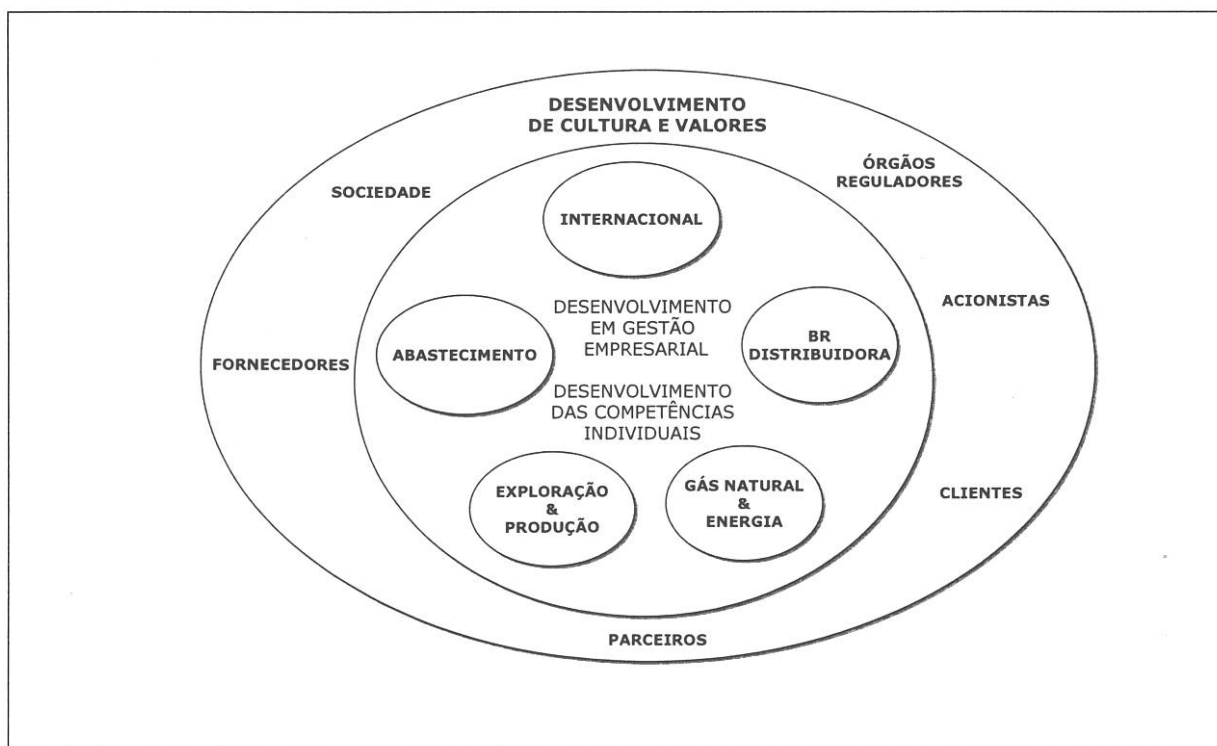 DESENVOLVIMENTO
DE CULTURA E VALORES
SOCIEDADE
ÓRGÃOS
REGULADORES
INTERNACIONAL
DESENVOLVIMENTO
EM GESTÃO
EMPRESARIAL
ABASTECIMENTO
BR
DISTRIBUIDORA
ACIONISTAS
FORNECEDORES
DESENVOLVIMENTO
DAS COMPETÊNCIAS
INDIVIDUAIS
EXPLORAÇÃO
&
PRODUÇÃO
GÁS NATURAL
&
ENERGIA
CLIENTES
PARCEIROS